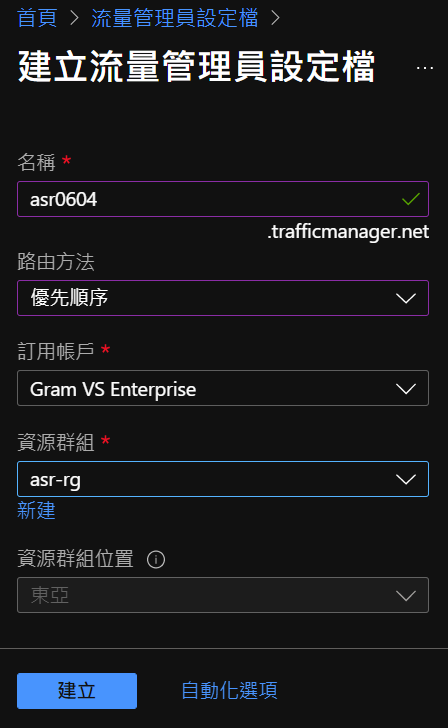 首頁 > 流量管理員設定檔 >
建立流量管理員設定檔 ...
名稱 *
asr0604
.trafficmanager.net
路由方法
優先順序
訂用帳戶 *
Gram VS Enterprise
資源群組 *
asr-rg
新建
資源群組位置
東亞
建立 自動化選項